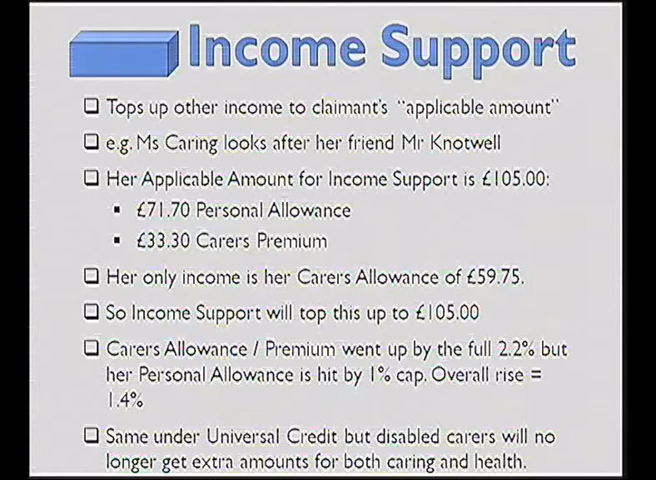 Income Support
Tops up other income to claimant's "applicable amount"
e.g. Ms Caring looks after her friend Mr Knotwell
Her Applicable Amount for Income Support is £105.00:
£71.70 Personal Allowance
£33.30 Carers Premium
Her only income is her Carers Allowance of £59.75.
So Income Support will top this up to £105.00
Carers Allowance / Premium went up by the full 2.2% but
her Personal Allowance is hit by 1% cap. Overall rise =
1.4%
Same under Universal Credit but disabled carers will no
longer get extra amounts for both caring and health.